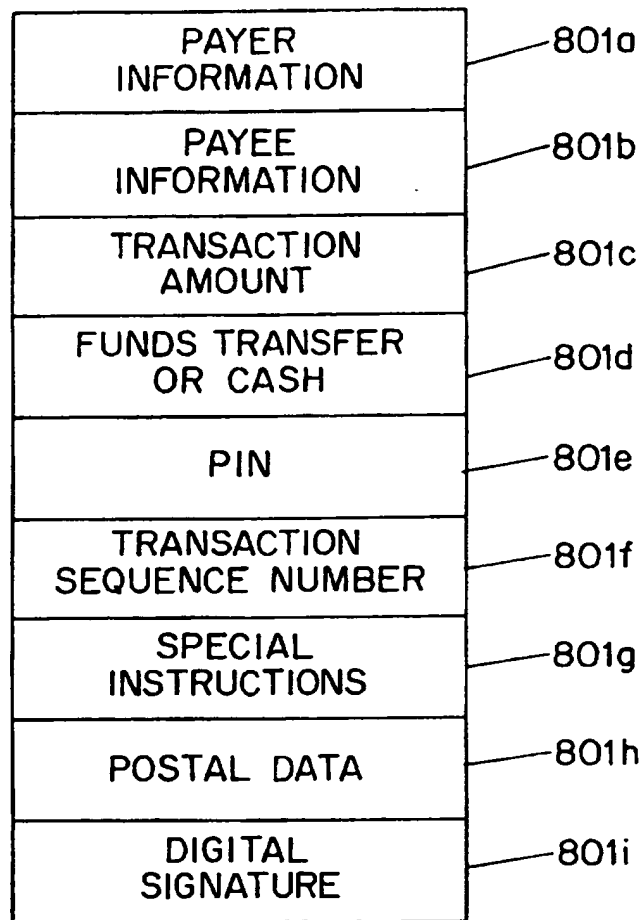 PAYER
INFORMATION
801a
PAYEE
INFORMATION
801b
TRANSACTION
AMOUNT
801c
FUNDS TRANSFER
OR CASH
801d
PIN
801e
TRANSACTION
SEQUENCE NUMBER
801f
SPECIAL
INSTRUCTIONS
801g
POSTAL DATA
801h
DIGITAL
SIGNATURE
801i